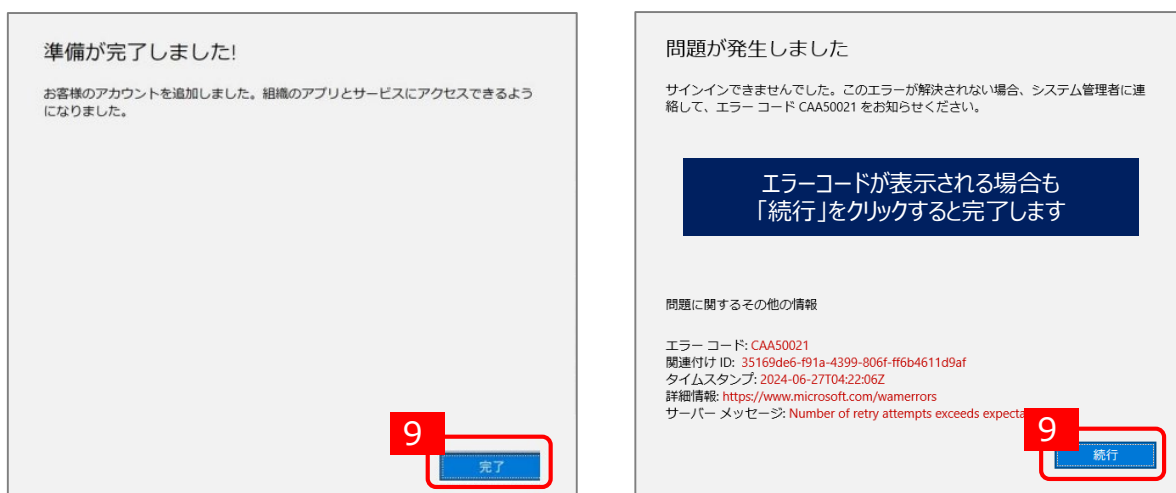 準備が完了しました!
お客様のアカウントを追加しました。組織のアプリとサービスにアクセスできるよう
になりました。
9
完了
問題が発生しました
サインインできませんでした。このエラーが解決されない場合、システム管理者に連
絡して、エラー コード CAA50021 をお知らせください。
エラーコードが表示される場合も
「続行」をクリックすると完了します
問題に関するその他の情報
エラー コード: CAA50021
関連付け ID: 35169de6-f91a-4399-806f-ff6b4611d9af
タイムスタンプ: 2024-06-27T04:22:06Z
詳細情報: https://www.microsoft.com/wamerrors
サーバー メッセージ: Number of retry attempts exceeds
9
続行